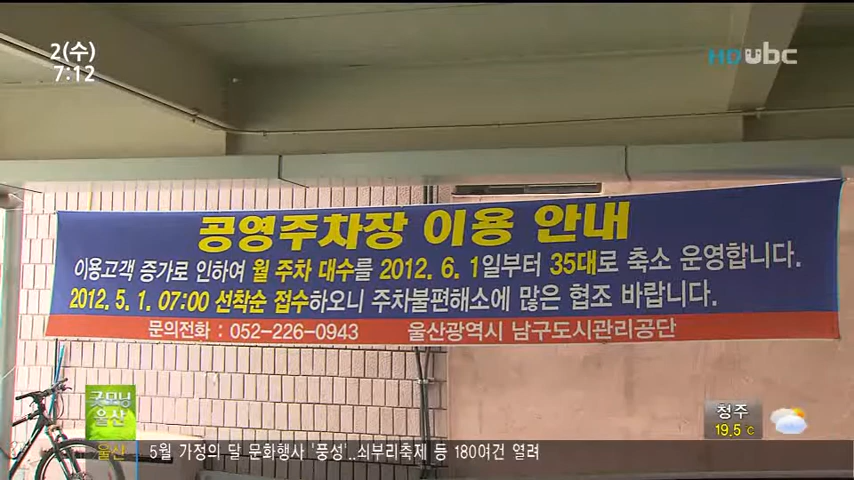 2(수)
7:12
HD ubc
공영주차장 이용 안내
이용고객 증가로 인하여 월 주차 대수를 2012. 6. 1일부터 35대로 축소 운영합니다.
2012. 5. 1. 07:00 선착순 접수하오니 주차불편해소에 많은 협조 바랍니다.
문의전화 : 052-226-0943 울산광역시 남구도시관리공단
굿모닝
울산
청주
19.5 c
울산 5월 가정의 달 문화행사 '풍성'..쇠부리축제 등 180여건 열려